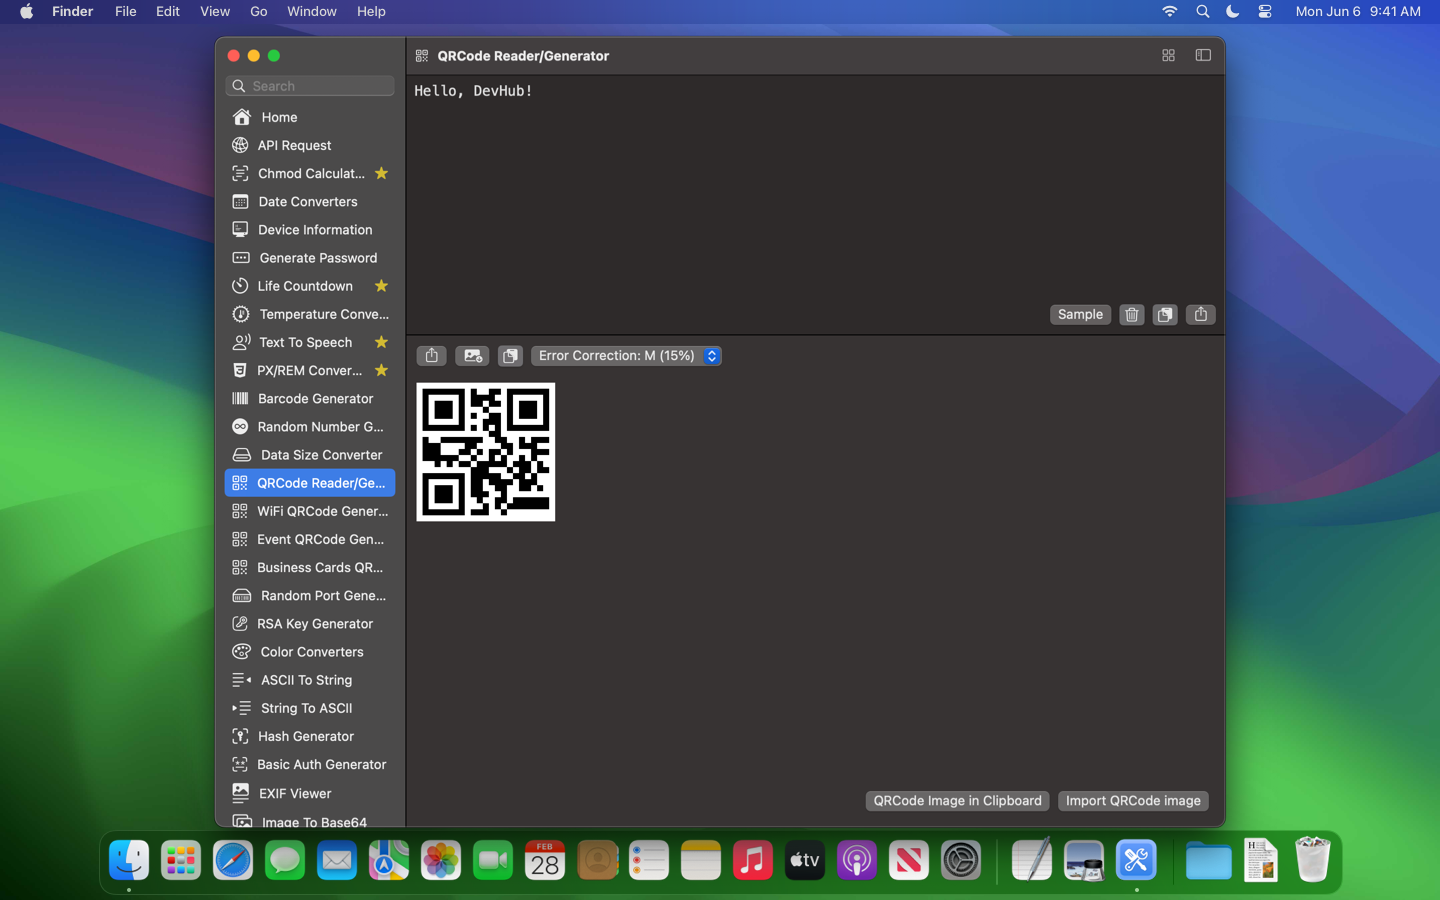 Finder File Edit View Go Window Help
Mon Jun 6 9:41 AM
QRCode Reader/Generator
Search
Hello, DevHub!
Home
API Request
Chmod Calculat...
Date Converters
Device Information
Generate Password
Life Countdown
Temperature Conve...
Sample
Text To Speech
Error Correction: M (15%)
PX/REM Conver...
Barcode Generator
Random Number G...
Data Size Converter
QRCode Reader/Ge...
WiFi QRCode Gener...
Event QRCode Gen...
Business Cards QR...
Random Port Gene...
RSA Key Generator
Color Converters
ASCII To String
String To ASCII
Hash Generator
Basic Auth Generator
EXIF Viewer
QRCode Image in Clipboard
Import QRCode image
Image To Base64
FEB
28
tv